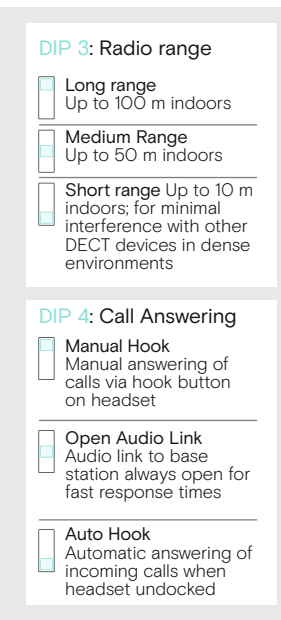 DIP 3: Radio range
Long range
Up to 100 m indoors
Medium Range
Up to 50 m indoors
Short range Up to 10 m
indoors; for minimal
interference with other
DECT devices in dense
environments
DIP 4: Call Answering
Manual Hook
Manual answering of
calls via hook button
on headset
Open Audio Link
Audio link to base
station always open for
fast response times
Auto Hook
Automatic answering of
incoming calls when
headset undocked